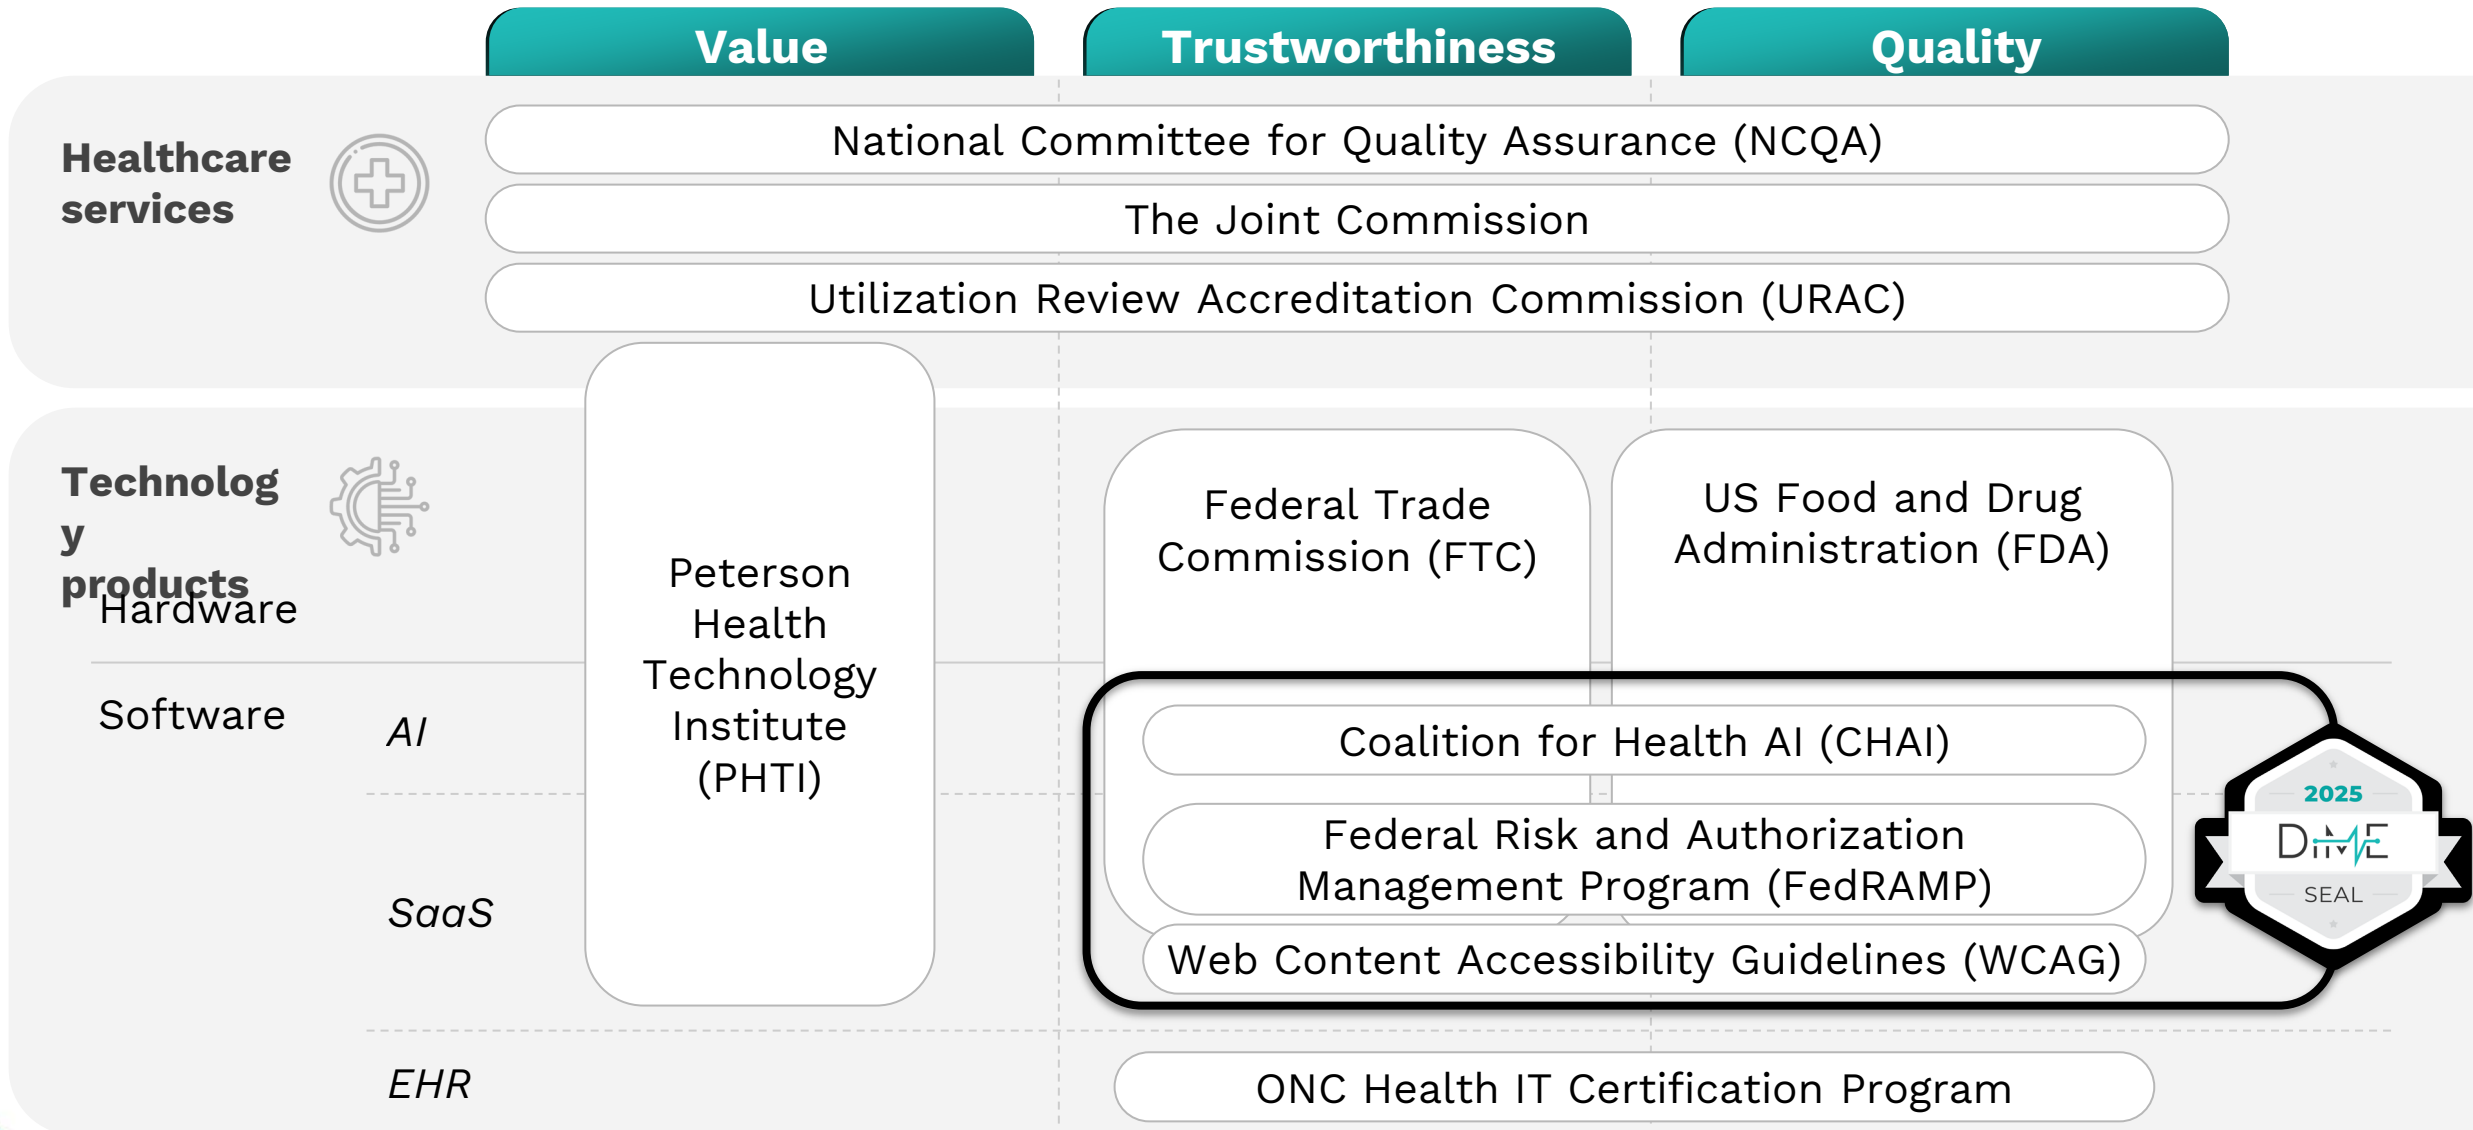 Value
Trustworthiness
Quality
Healthcare
services
National Committee for Quality Assurance (NCQA)
The Joint Commission
Utilization Review Accreditation Commission (URAC)
Technolog
y
products
Hardware
Software
AI
SaaS
EHR
Peterson
Health
Technology
Institute
(PHTI)
Federal Trade
Commission (FTC)
US Food and Drug
Administration (FDA)
Coalition for Health AI (CHAI)
Federal Risk and Authorization
Management Program (FedRAMP)
Web Content Accessibility Guidelines (WCAG)
2025
DiME
SEAL
ONC Health IT Certification Program